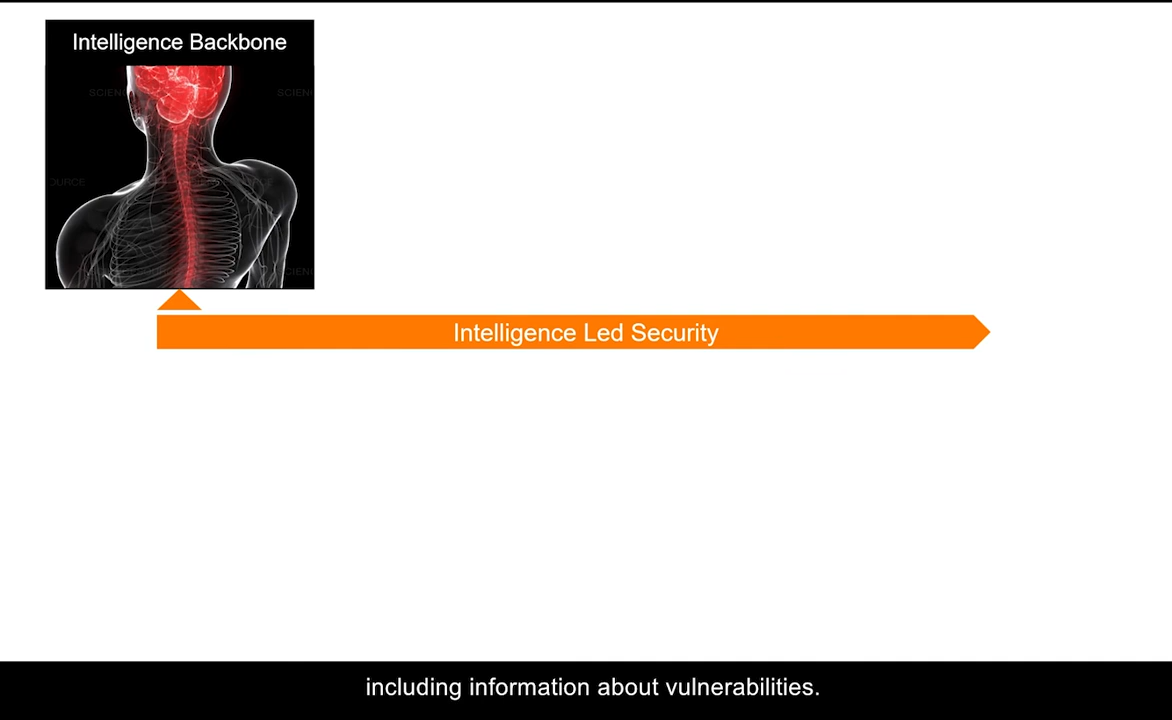 Intelligence Backbone
Intelligence Led Security
including information about vulnerabilities.